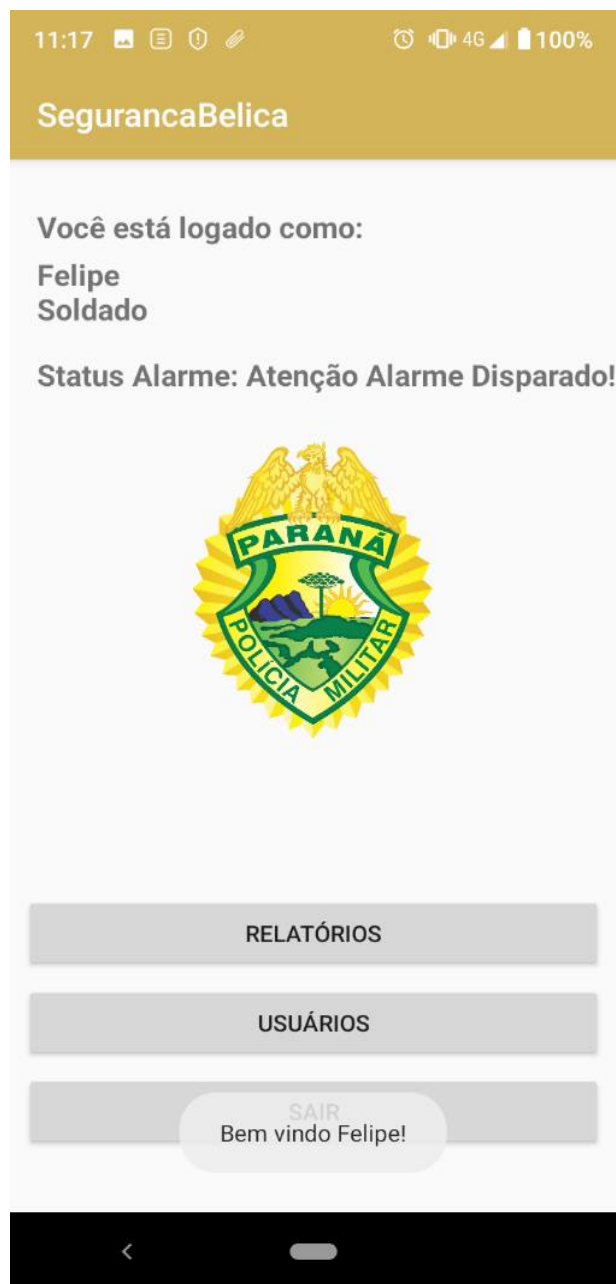 11:17
4G 100%
SegurancaBelica
Você está logado como:
Felipe
Soldado
Status Alarme: Atenção Alarme Disparado!
PARANÁ
POLÍCIA MILITAR
RELATÓRIOS
USUÁRIOS
SAIR
Bem vindo Felipe!